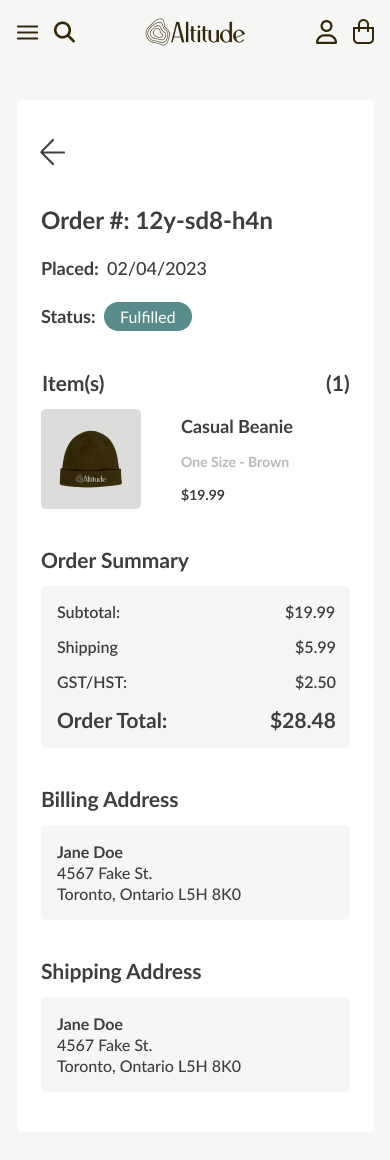 Altitude
Order #: 12y-sd8-h4n
Placed: 02/04/2023
Status: Fulfilled
Item(s) (1)
Altitude
Casual Beanie
One Size - Brown
$19.99
Order Summary
Subtotal: $19.99
Shipping $5.99
GST/HST: $2.50
Order Total: $28.48
Billing Address
Jane Doe
4567 Fake St.
Toronto, Ontario L5H 8K0
Shipping Address
Jane Doe
4567 Fake St.
Toronto, Ontario L5H 8K0